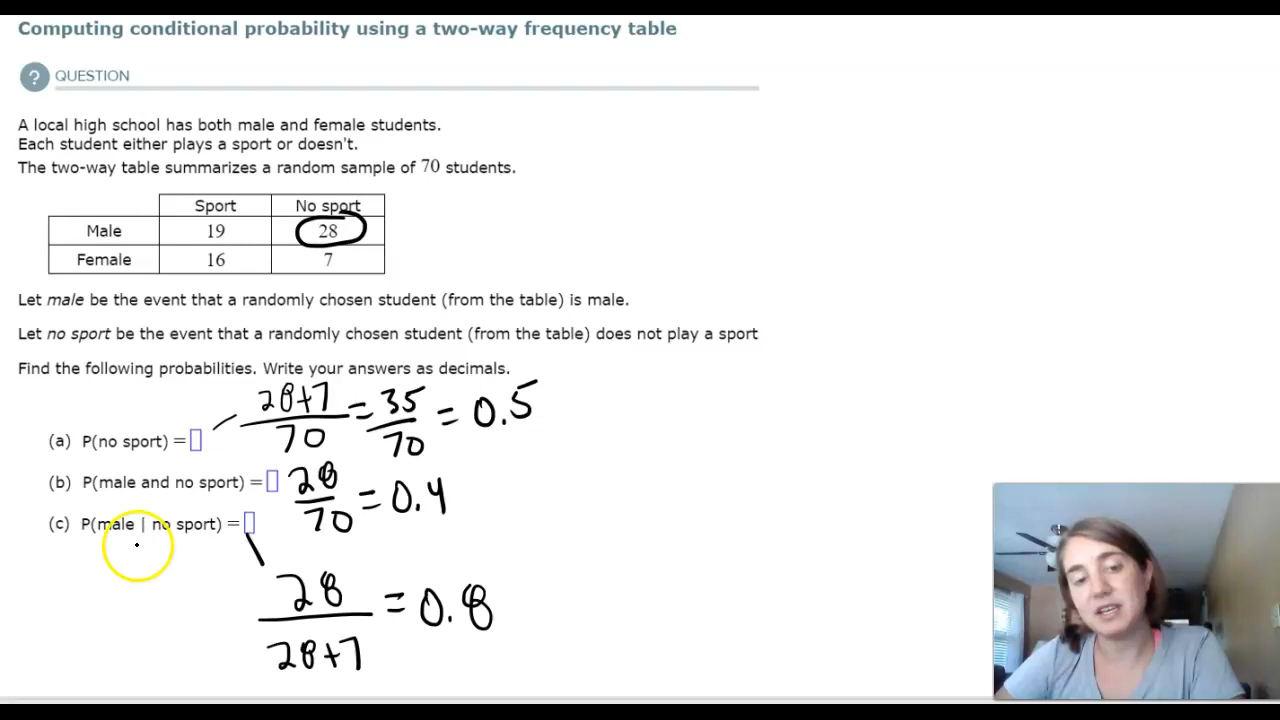 Computing conditional probability using a two-way frequency table
? QUESTION
A local high school has both male and female students.
Each student either plays a sport or doesn't.
The two-way table summarizes a random sample of 70 students.
Sport No sport
Male 19 28
Female 16 7
Let male be the event that a randomly chosen student (from the table) is male.
Let no sport be the event that a randomly chosen student (from the table) does not play a sport
Find the following probabilities. Write your answers as decimals.
(a) P(no sport) = 28+7/70 = 35/70 = 0.5
(b) P(male and no sport) = 28/70 = 0.4
(c) P(male | no sport) =
28/28+7 = 0.8